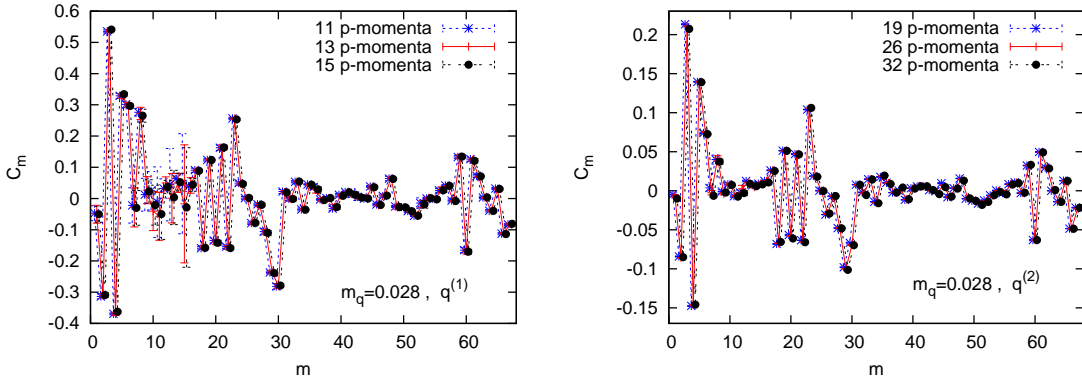 11 p-momenta
13 p-momenta
15 p-momenta
0.6
0.5
0.4
0.3
0.2
0.1
0
-0.1
-0.2
-0.3
-0.4
C_m
m_q=0.028 , q^(1)
0 10 20 30 40 50 60
m
19 p-momenta
26 p-momenta
32 p-momenta
0.20
0.15
0.10
0.05
0
-0.05
-0.10
-0.15
C_m
m_q=0.028 , q^(2)
0 10 20 30 40 50 60
m